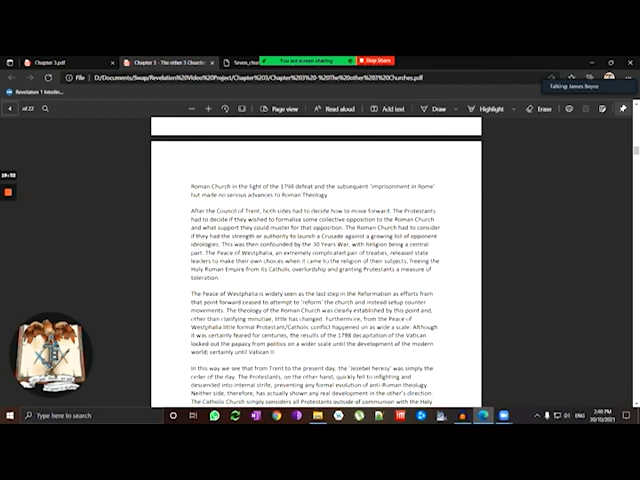 Chapter 3.pdf
Chapter 3 - The other 3 Churches
You are screen sharing
Stop Share
File
D:/Documents/Swap/Revelation%20Video%20Project/Chapter%203/Chapter%203%20-%20The%20other%203%20Churches.pdf
Talking: James Boyce
Revelation 1 Interlin...
4 of 22
Page view
Read aloud
Add text
Draw
Highlight
Erase
Roman Church in the light of the 1798 defeat and the subsequent 'imprisonment in Rome'
but made no serious advances to Roman Theology
After the Council of Trent, both sides had to decide how to move forward. The Protestants
had to decide if they wished to formalise some collective opposition to the Roman Church
and what support they could muster for that opposition. The Roman Church had to consider
if they had the strength or authority to launch a Crusade against a growing list of opponent
ideologies. This was then confounded by the 30 Years War, with Religion being a central
part. The Peace of Westphalia, an extremely complicated pair of treaties, released state
leaders to make their own choices when it came to the religion of their subjects, freeing the
Holy Roman Empire from its Catholic overlordship and granting Protestants a measure of
toleration.
The Peace of Westphalia is widely seen as the last step in the Reformation as efforts from
that point forward ceased to attempt to 'reform' the church and instead setup counter
movements. The theology of the Roman Church was clearly established by this point and,
other than clarifying minutiae, little has changed. Furthermore, from the Peace of
Westphalia little formal Protestant/Catholic conflict happened on as wide a scale. Although
it was certainly feared for centuries, the results of the 1798 decapitation of the Vatican
locked out the papacy from politics on a wider scale until the development of the modern
world; certainly until Vatican II.
In this way we see that from Trent to the present day, the 'Jezebel heresy' was simply the
order of the day. The Protestants, on the other hand, quickly fell to infighting and
descended into internal strife, preventing any formal evolution of anti-Roman theology.
Neither side, therefore, has actually shown any real development in the other's direction.
The Catholic Church simply considers all Protestants outside of communion with the Holy
Type here to search
ENG
2:40 PM
30/10/2021